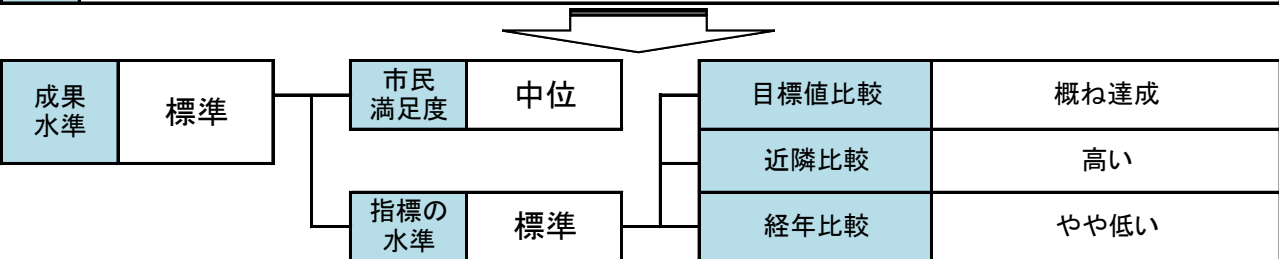 成果
水準
標準
市民
満足度
中位
指標の
水準
標準
目標値比較
概ね達成
近隣比較
高い
経年比較
やや低い